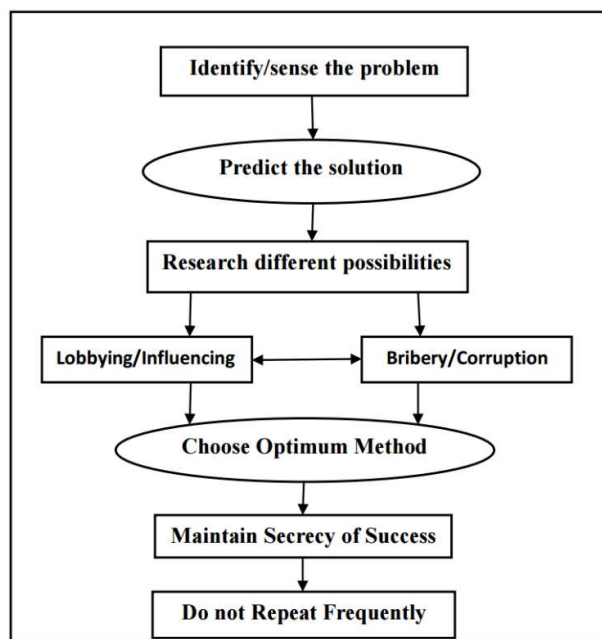 Identify/sense the problem
Predict the solution
Research different possibilities
Lobbying/Influencing
Bribery/Corruption
Choose Optimum Method
Maintain Secrecy of Success
Do not Repeat Frequently